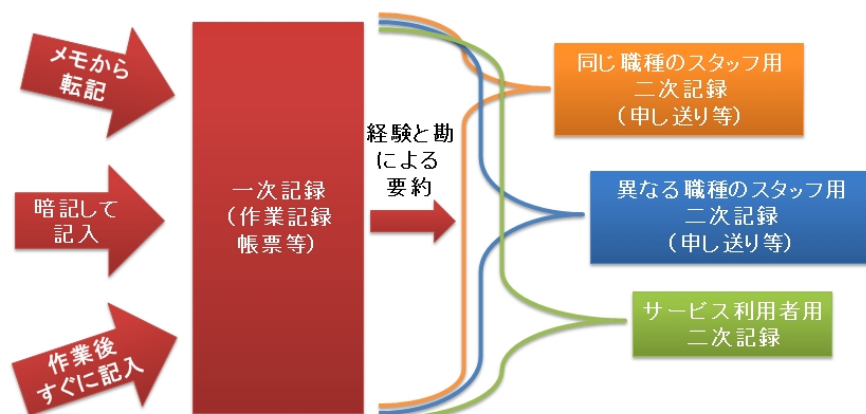 メモから
転記
暗記して
記入
作業後
すぐに記入
一次記録
(作業記録
帳票等)
経験と勘
による
要約
同じ職種のスタッフ用
二次記録
(申し送り等)
異なる職種のスタッフ用
二次記録
(申し送り等)
サービス利用者用
二次記録